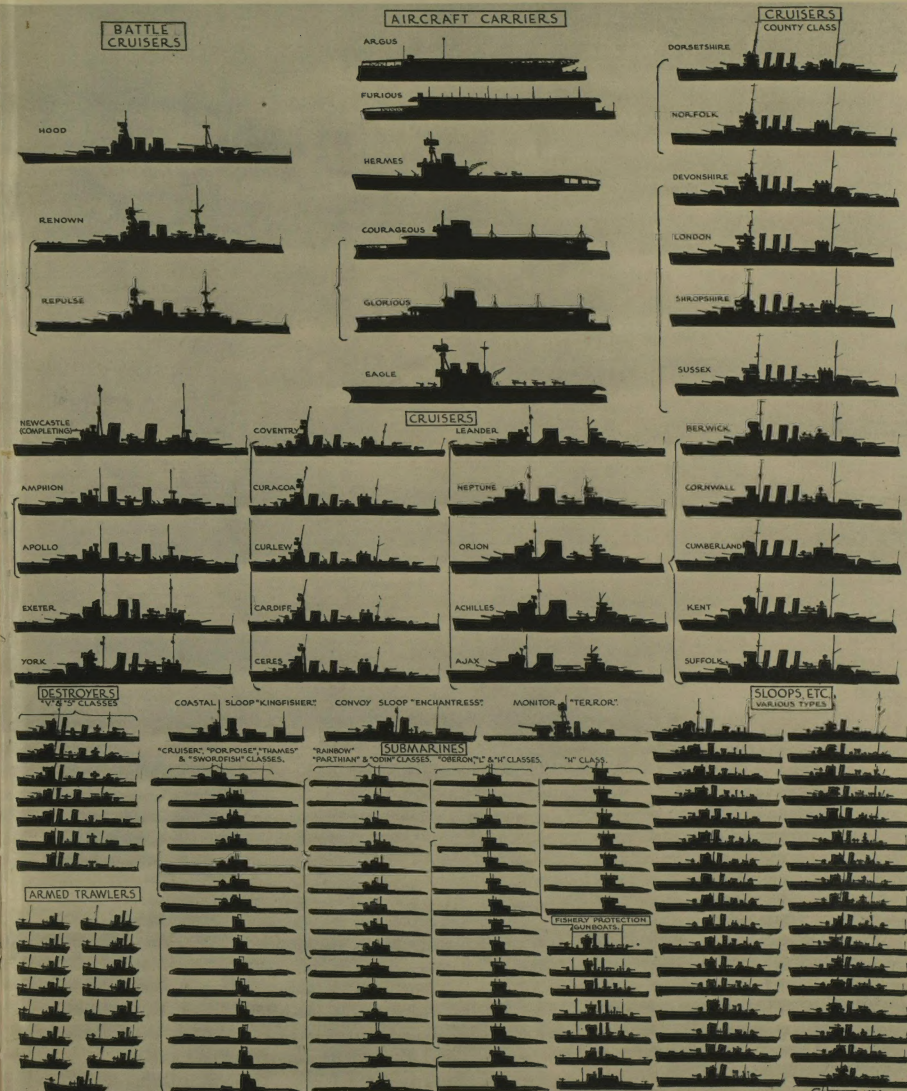 BATTLE
CRUISERS
HOOD
RENOWN
REPULSE
AIRCRAFT CARRIERS
ARGUS
FURIOUS
HERMES
COURAGEOUS
GLORIOUS
EAGLE
CRUISERS
COUNTY CLASS
DORSETSHIRE
NORFOLK
DEVONSHIRE
LONDON
SHROPSHIRE
SUSSEX
BERWICK
CORNWALL
CUMBERLAND
KENT
SUFFOLK
CRUISERS
NEWCASTLE
(COMPLETING)
AMPHION
APOLLO
EXETER
YORK
COVENTRY
CURACOA
CURLEW
CARDIFF
CERES
LEANDER
NEPTUNE
ORION
ACHILLES
AJAX
DESTROYERS
"V" & "S" CLASSES
COASTAL SLOOP "KINGFISHER".
CONVOY SLOOP "ENCHANTRESS".
MONITOR "TERROR".
SLOOPS, ETC.,
VARIOUS TYPES
SUBMARINES
"CRUISER", "PORPOISE", "THAMES"
& "SWORDFISH" CLASSES.
"RAINBOW"
"PARTHIAN" & "ODIN" CLASSES.
"OBERON", "L" & "H" CLASSES.
"H" CLASS.
ARMED TRAWLERS
FISHERY PROTECTION
GUNBOATS.